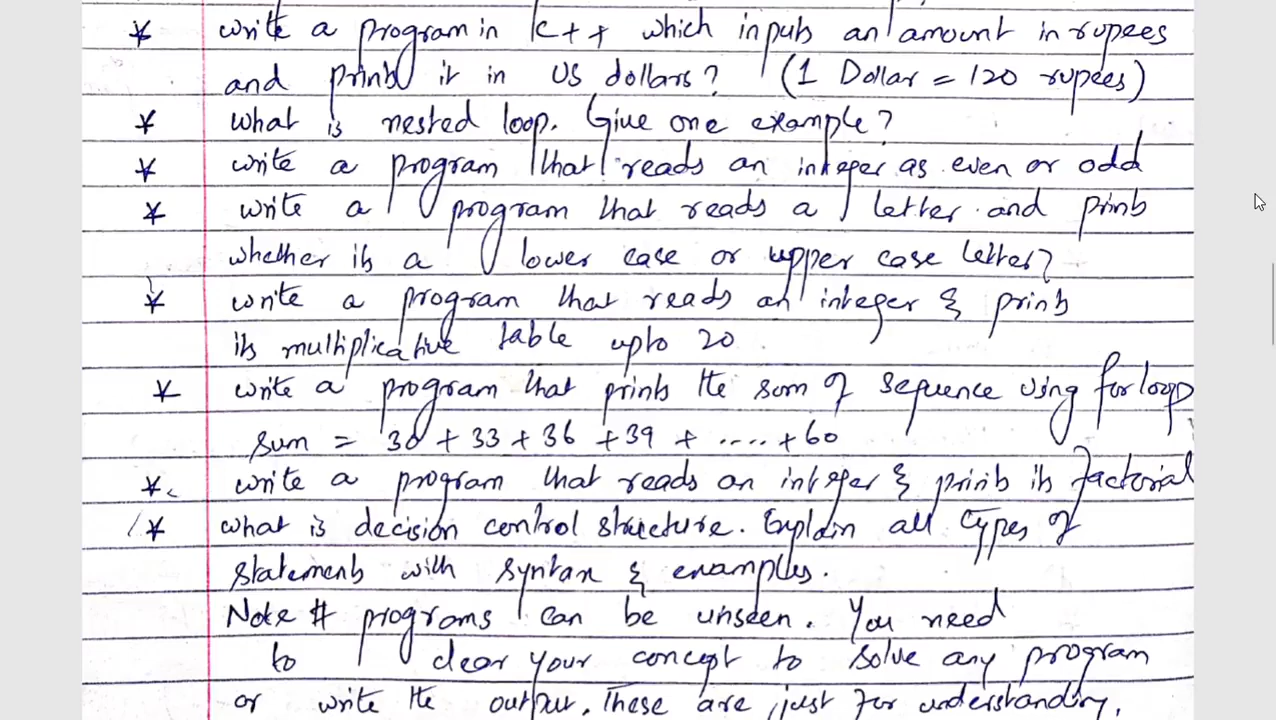 * write a program in C++ which inputs an amount in rupees
and prints it in US dollars? (1 Dollar = 120 rupees)
* what is nested loop. Give one example?
* write a program that reads an integer as even or odd
* write a program that reads a letter and prints
whether its a lower case or upper case letter?
* write a program that reads an integer & prints
its multiplicative table upto 20
* write a program that prints the sum of sequence using for loop
sum = 30 + 33 + 36 + 39 + ..... + 60
* write a program that reads an integer & prints its factorial
* what is decision control structure. Explain all types of
statements with syntax & examples.
Note # programs can be unseen. You need
to clear your concept to solve any program
or write the output. These are just for understanding.